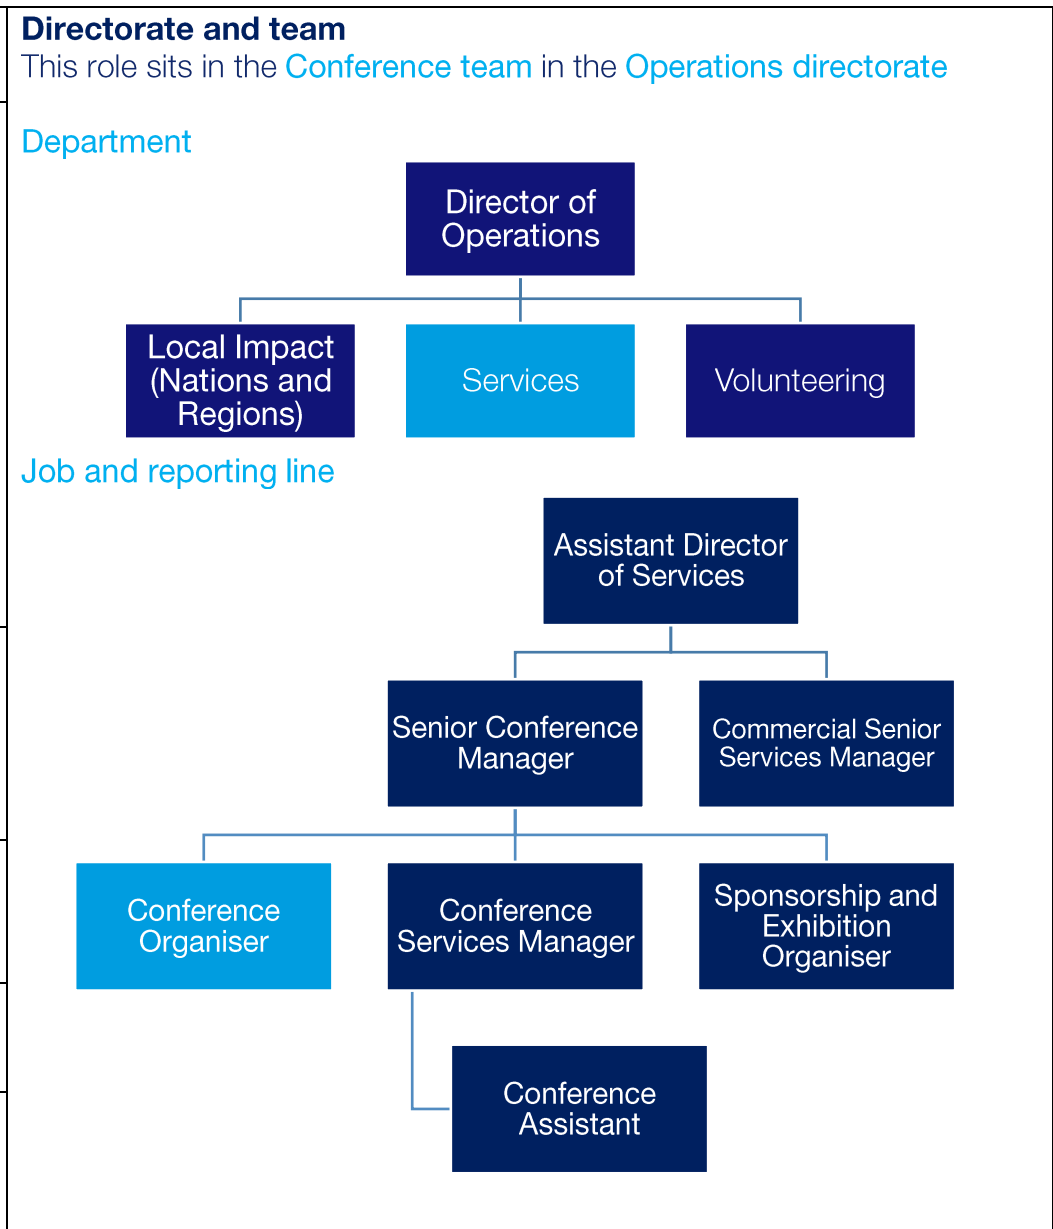 Directorate and team
This role sits in the Conference team in the Operations directorate
Department
Director of
Operations
Local Impact
(Nations and
Regions)
Services
Volunteering
Job and reporting line
Assistant Director
of Services
Senior Conference
Manager
Commercial Senior
Services Manager
Conference
Organiser
Conference
Services Manager
Sponsorship and
Exhibition
Organiser
Conference
Assistant